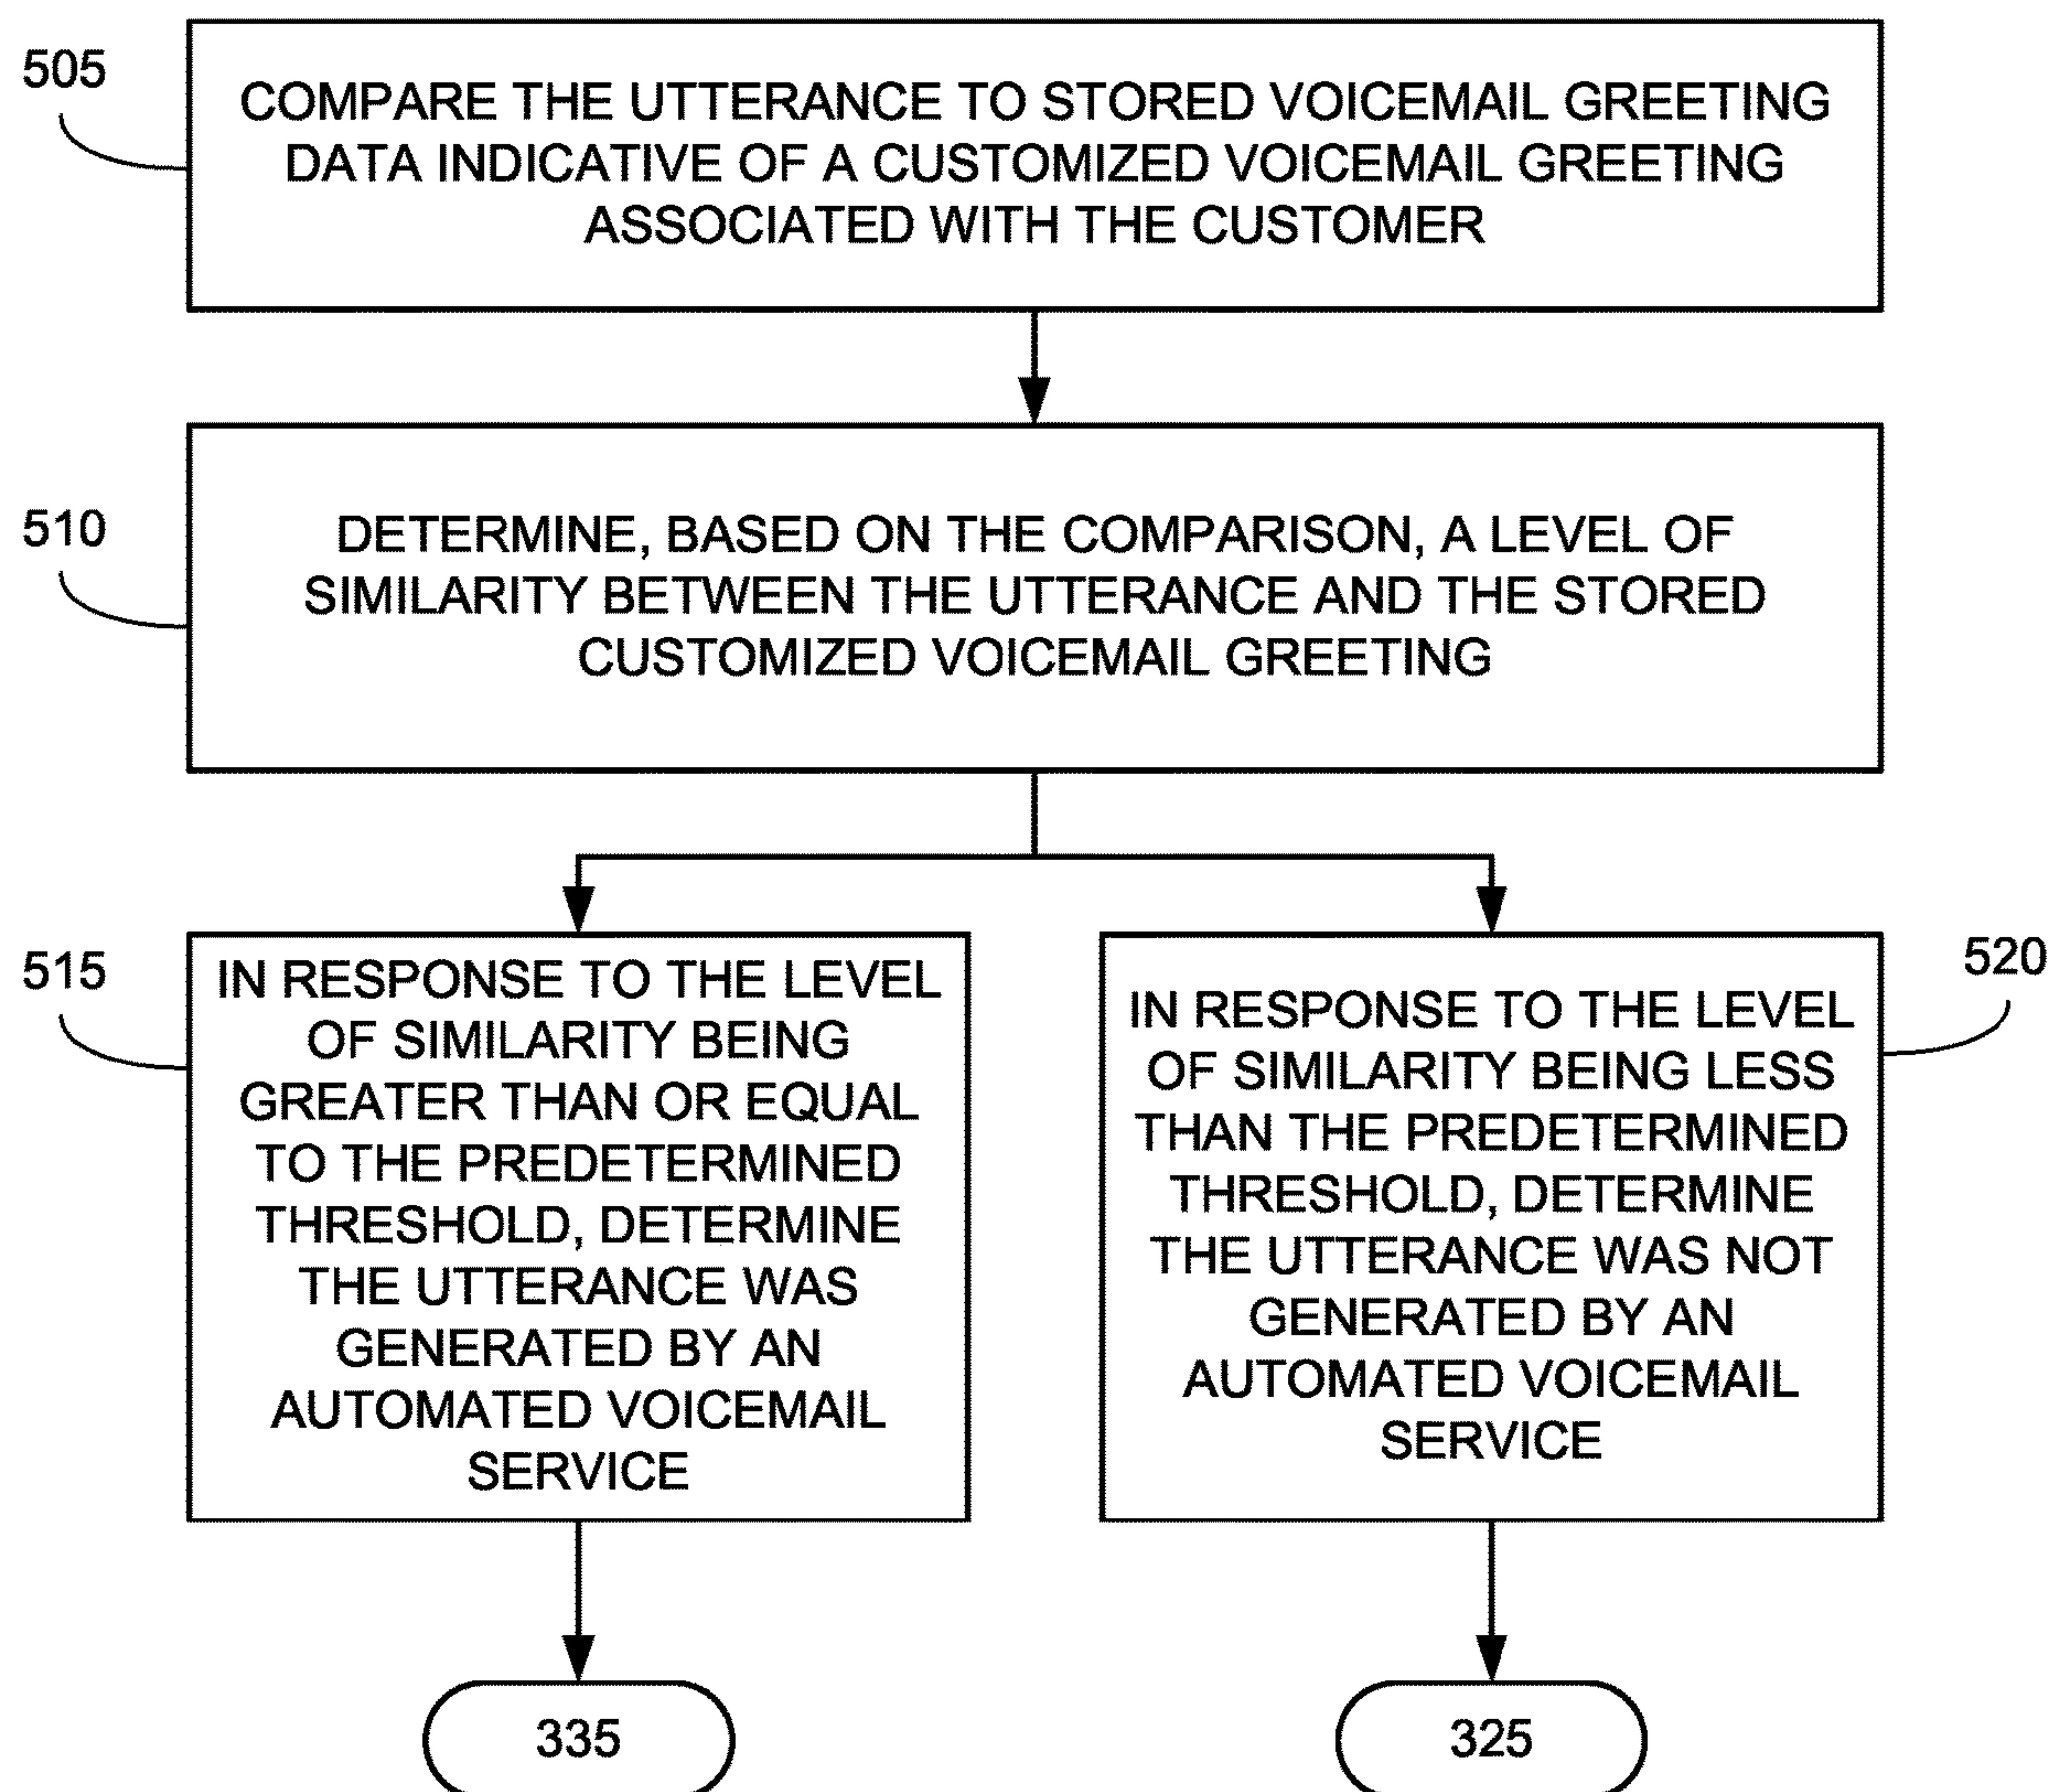 505
COMPARE THE UTTERANCE TO STORED VOICEMAIL GREETING
DATA INDICATIVE OF A CUSTOMIZED VOICEMAIL GREETING
ASSOCIATED WITH THE CUSTOMER
510
DETERMINE, BASED ON THE COMPARISON, A LEVEL OF
SIMILARITY BETWEEN THE UTTERANCE AND THE STORED
CUSTOMIZED VOICEMAIL GREETING
515
IN RESPONSE TO THE LEVEL
OF SIMILARITY BEING
GREATER THAN OR EQUAL
TO THE PREDETERMINED
THRESHOLD, DETERMINE
THE UTTERANCE WAS
GENERATED BY AN
AUTOMATED VOICEMAIL
SERVICE
520
IN RESPONSE TO THE LEVEL
OF SIMILARITY BEING LESS
THAN THE PREDETERMINED
THRESHOLD, DETERMINE
THE UTTERANCE WAS NOT
GENERATED BY AN
AUTOMATED VOICEMAIL
SERVICE
335
325